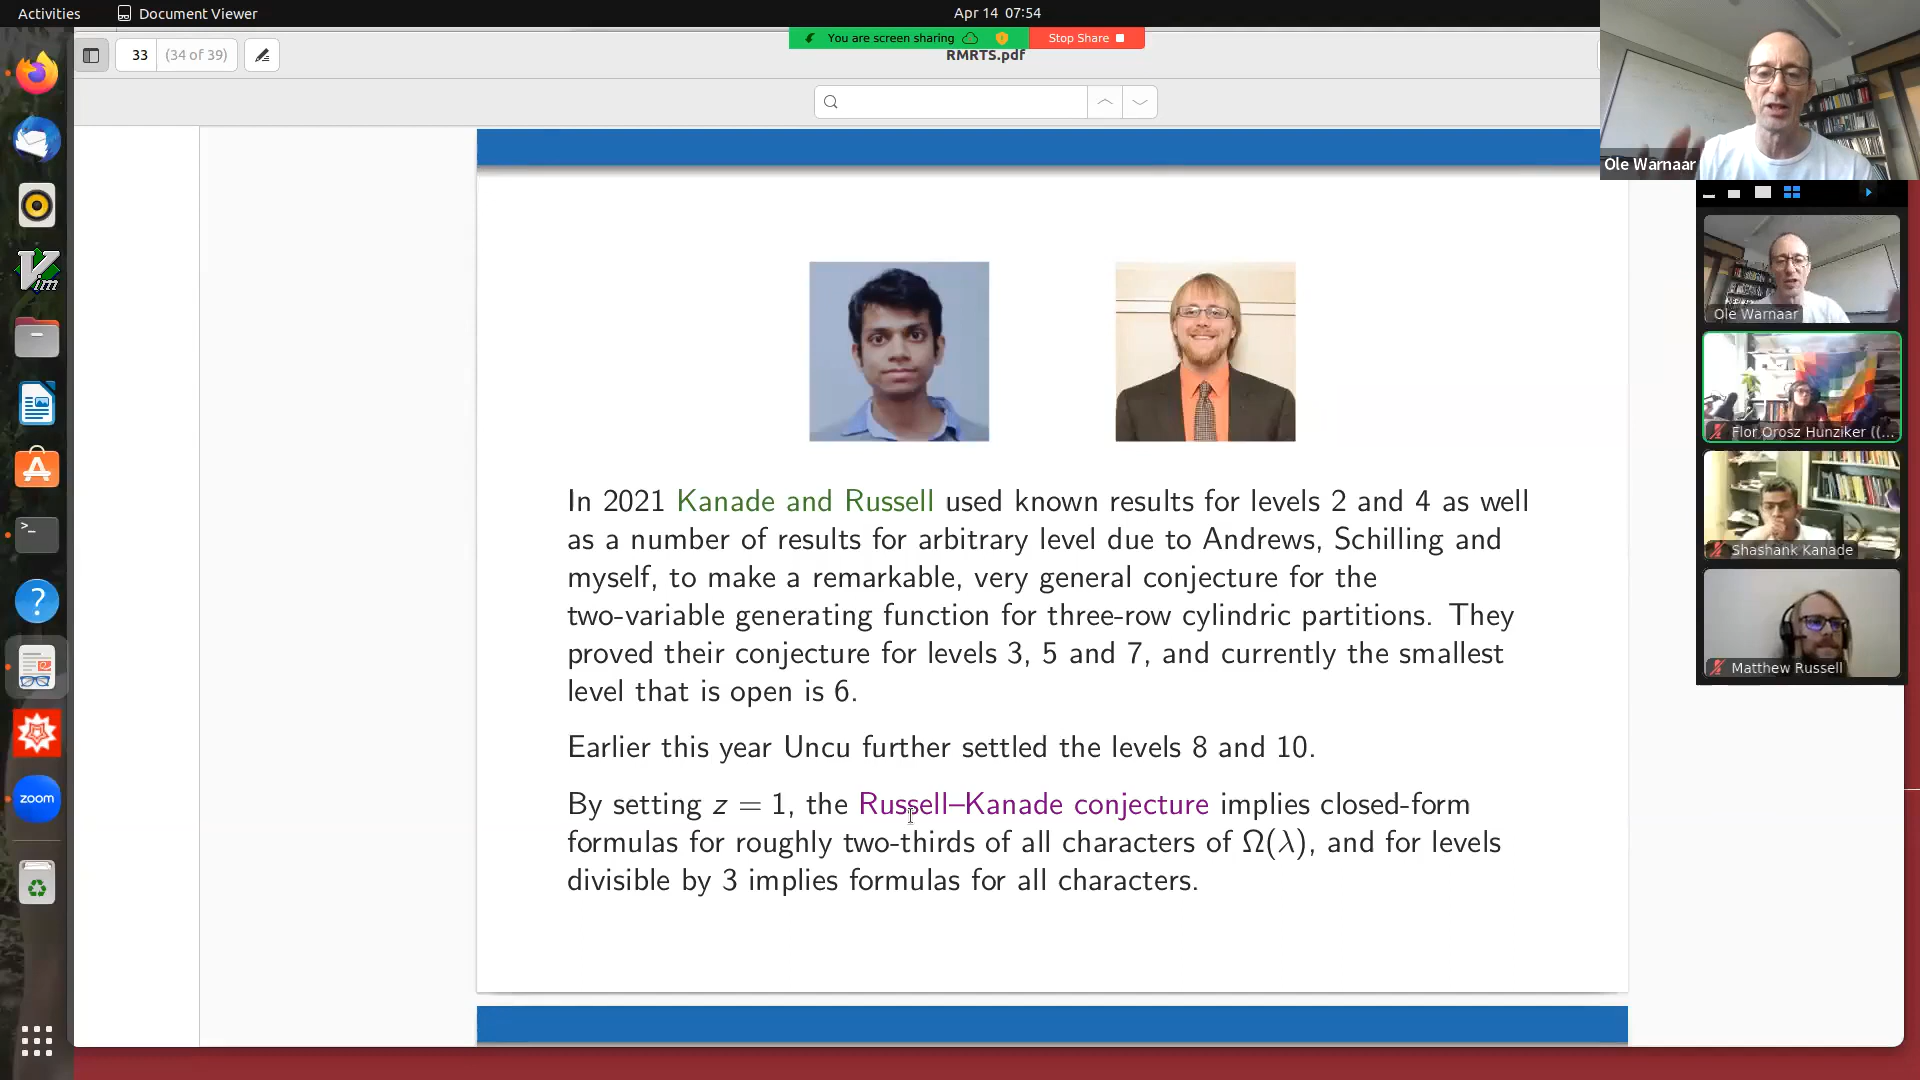 Activities
Document Viewer
Apr 14 07:54
You are screen sharing
Stop Share
33
(34 of 39)
RMRTS.pdf
Ole Warnaar
Ole Warnaar
Flor Orosz Hunziker ((...
Shashank Kanade
Matthew Russell
In 2021 Kanade and Russell used known results for levels 2 and 4 as well
as a number of results for arbitrary level due to Andrews, Schilling and
myself, to make a remarkable, very general conjecture for the
two-variable generating function for three-row cylindric partitions. They
proved their conjecture for levels 3, 5 and 7, and currently the smallest
level that is open is 6.
Earlier this year Uncu further settled the levels 8 and 10.
By setting z = 1, the Russell–Kanade conjecture implies closed-form
formulas for roughly two-thirds of all characters of Ω(λ), and for levels
divisible by 3 implies formulas for all characters.
Vim
>_
?
zoom